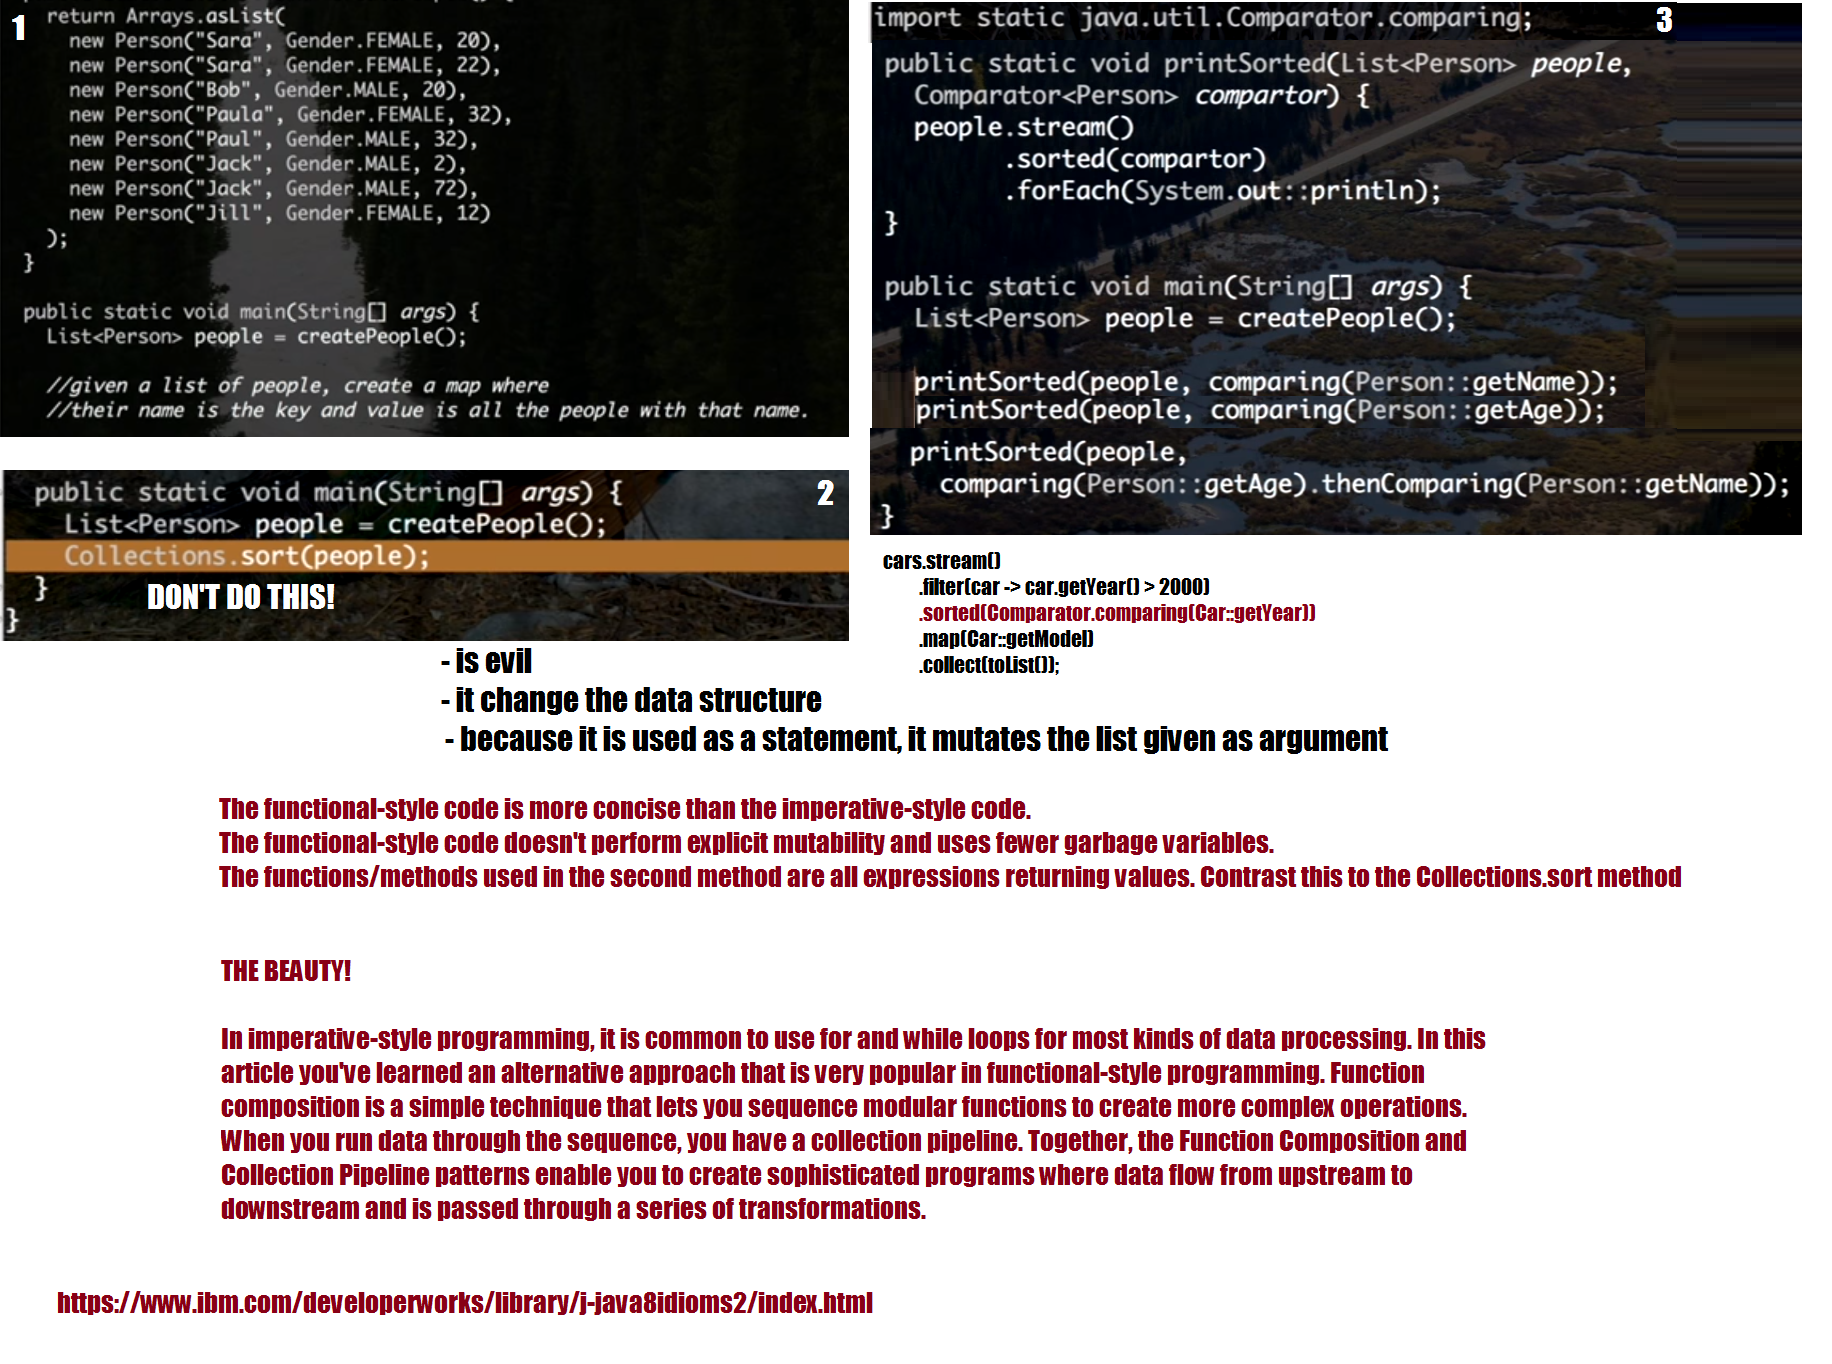 1
return Arrays.asList(
new Person("Sara", Gender.FEMALE, 20),
new Person("Sara", Gender.FEMALE, 22),
new Person("Bob", Gender.MALE, 20),
new Person("Paula", Gender.FEMALE, 32),
new Person("Paul", Gender.MALE, 32),
new Person("Jack", Gender.MALE, 2),
new Person("Jack", Gender.MALE, 72),
new Person("Jill", Gender.FEMALE, 12)
);
}
public static void main(String[] args) {
List<Person> people = createPeople();
//given a list of people, create a map where
//their name is the key and value is all the people with that name.
2
public static void main(String[] args) {
List<Person> people = createPeople();
Collections.sort(people);
}
DON'T DO THIS!
}
3
import static java.util.Comparator.comparing;
public static void printSorted(List<Person> people,
Comparator<Person> compartor) {
people.stream()
.sorted(compartor)
.forEach(System.out::println);
}
public static void main(String[] args) {
List<Person> people = createPeople();
printSorted(people, comparing(Person::getName));
printSorted(people, comparing(Person::getAge));
printSorted(people,
comparing(Person::getAge).thenComparing(Person::getName));
}
cars.stream()
.filter(car -> car.getYear() > 2000)
.sorted(Comparator.comparing(Car::getYear))
.map(Car::getModel)
.collect(toList());
- is evil
- it change the data structure
- because it is used as a statement, it mutates the list given as argument
The functional-style code is more concise than the imperative-style code.
The functional-style code doesn't perform explicit mutability and uses fewer garbage variables.
The functions/methods used in the second method are all expressions returning values. Contrast this to the Collections.sort method
THE BEAUTY!
In imperative-style programming, it is common to use for and while loops for most kinds of data processing. In this
article you've learned an alternative approach that is very popular in functional-style programming. Function
composition is a simple technique that lets you sequence modular functions to create more complex operations.
When you run data through the sequence, you have a collection pipeline. Together, the Function Composition and
Collection Pipeline patterns enable you to create sophisticated programs where data flow from upstream to
downstream and is passed through a series of transformations.
https://www.ibm.com/developerworks/library/j-java8idioms2/index.html